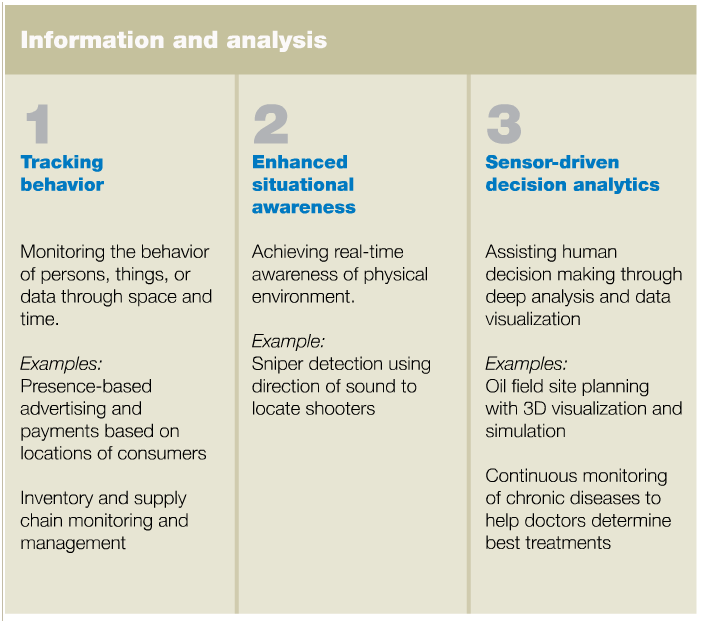 Information and analysis
1
Tracking
behavior
Monitoring the behavior
of persons, things, or
data through space and
time.
Examples:
Presence-based
advertising and
payments based on
locations of consumers
Inventory and supply
chain monitoring and
management
2
Enhanced
situational
awareness
Achieving real-time
awareness of physical
environment.
Example:
Sniper detection using
direction of sound to
locate shooters
3
Sensor-driven
decision analytics
Assisting human
decision making through
deep analysis and data
visualization
Examples:
Oil field site planning
with 3D visualization and
simulation
Continuous monitoring
of chronic diseases to
help doctors determine
best treatments